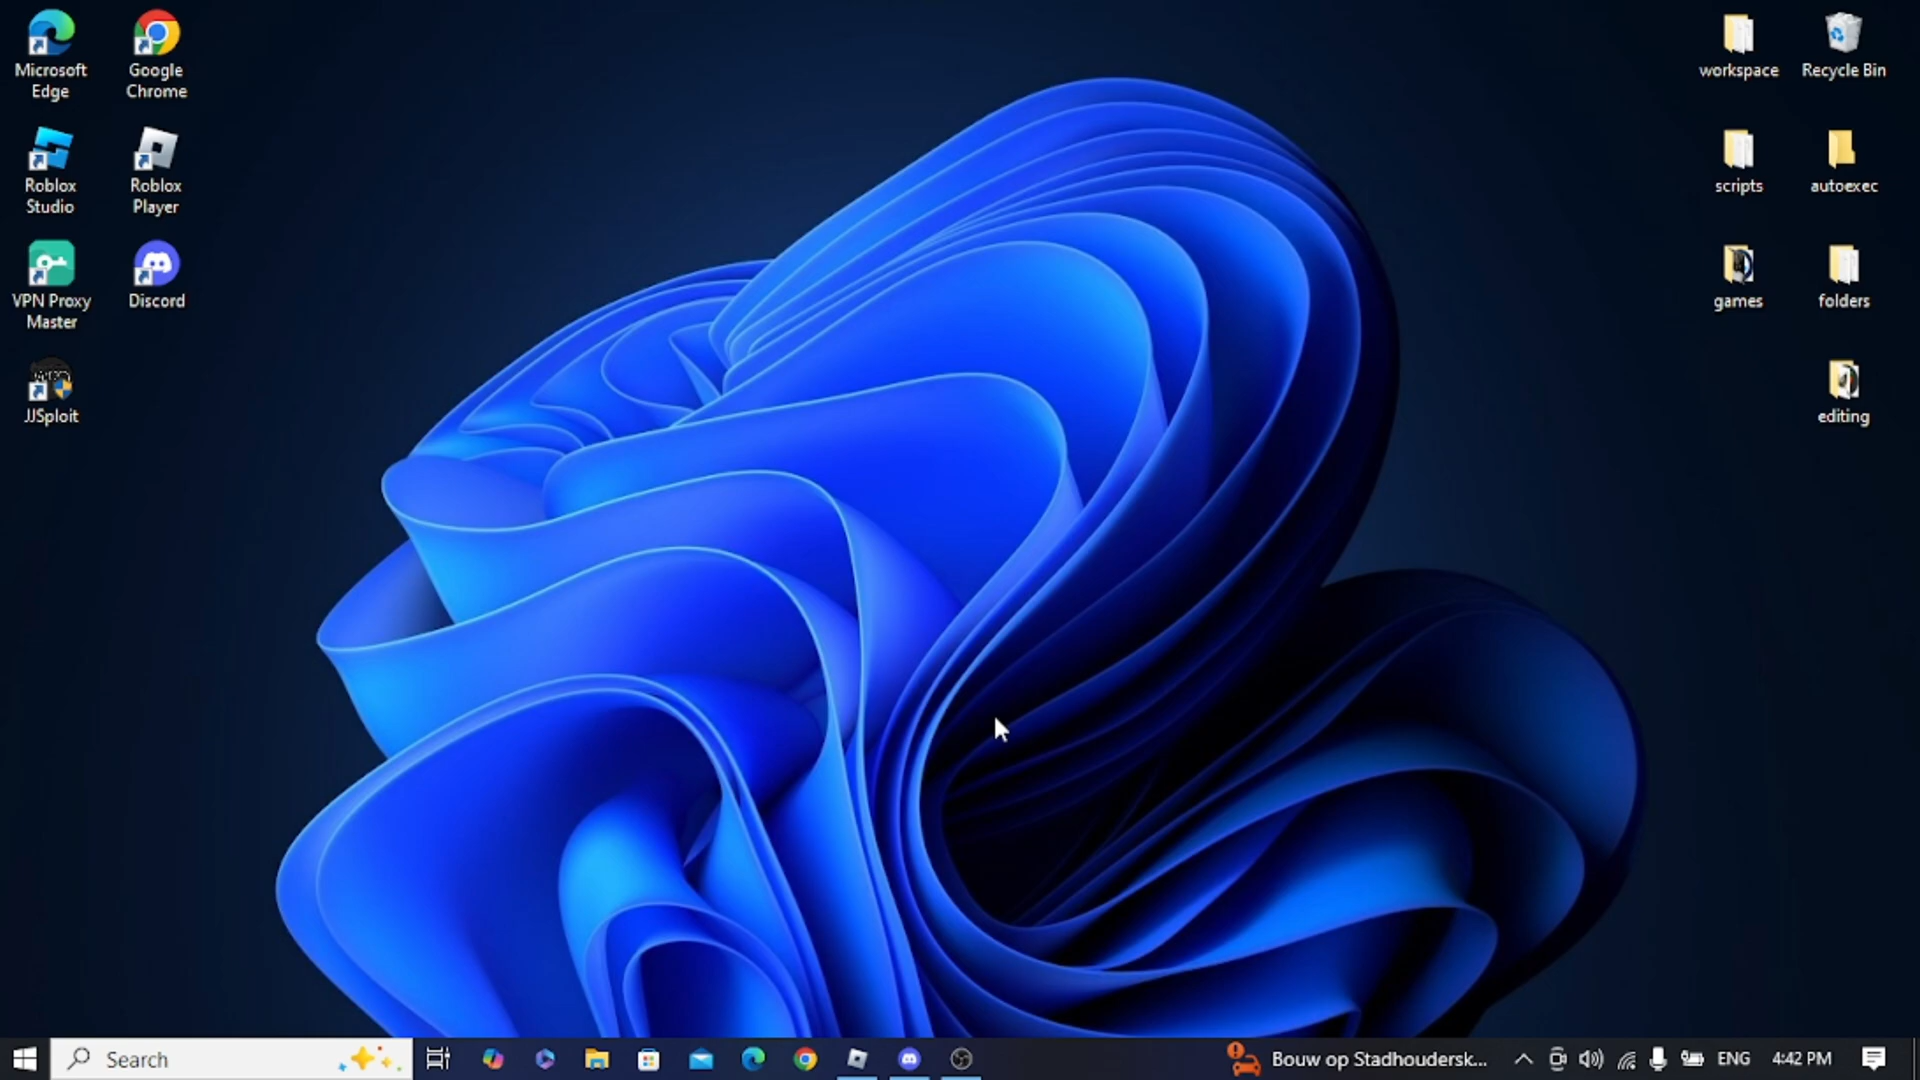 Microsoft
Edge
Google
Chrome
Roblox
Studio
Roblox
Player
VPN Proxy
Master
Discord
JJSploit
workspace
Recycle Bin
scripts
autoexec
games
folders
editing
Search
Bouw op Stadhoudersk...
ENG
4:42 PM